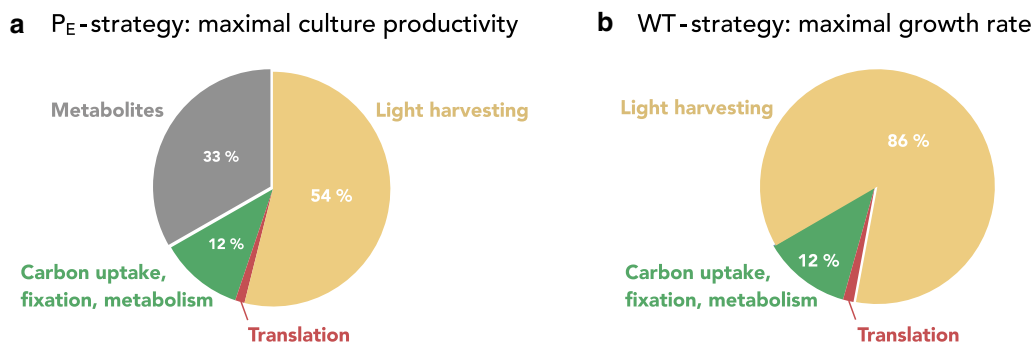 a PE-strategy: maximal culture productivity
Metabolites
Light harvesting
33 %
54 %
12 %
Carbon uptake,
fixation, metabolism
Translation
b WT-strategy: maximal growth rate
Light harvesting
86 %
12 %
Carbon uptake,
fixation, metabolism
Translation